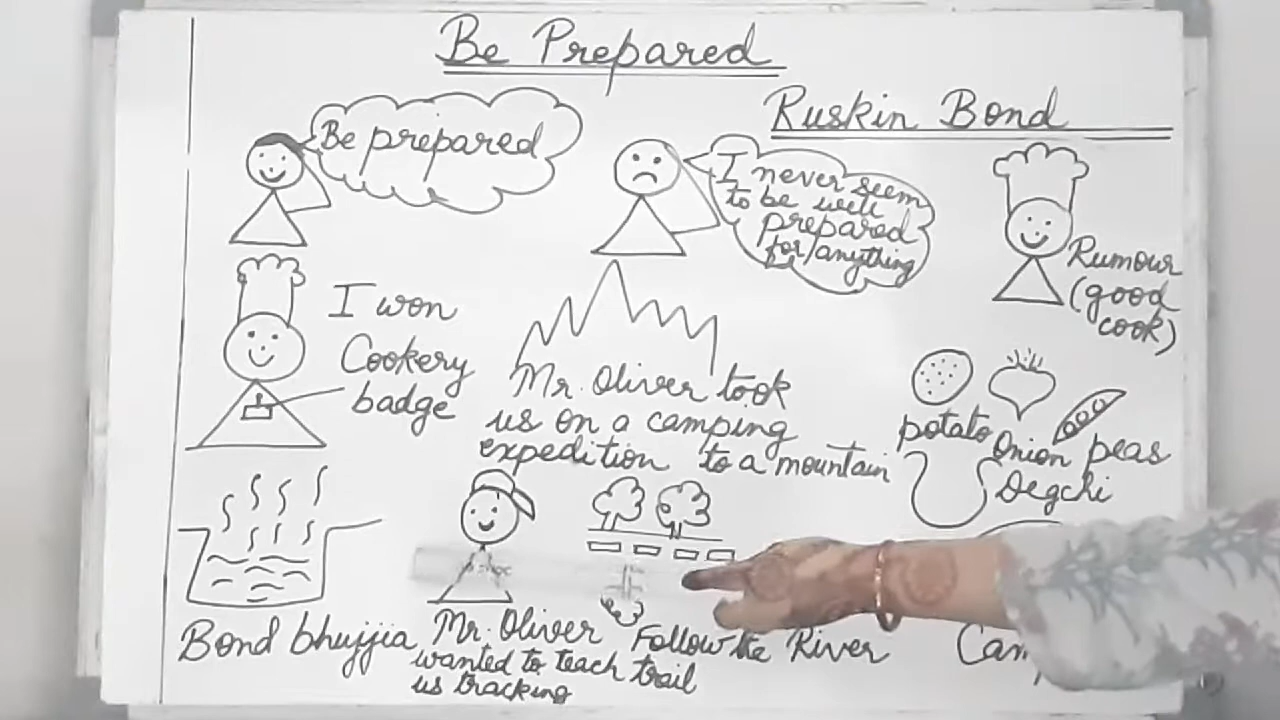 Be Prepared
Ruskin Bond
Be prepared
I never seem
to be well
prepared
for/anything
Rumour
(good
cook)
I won
Cookery
badge
Mr. Oliver took
us on a camping
expedition to a mountain
potato Onion peas
Degchi
Bond bhujjia
Mr. Oliver
wanted to teach trail
us tracking
Follow the River